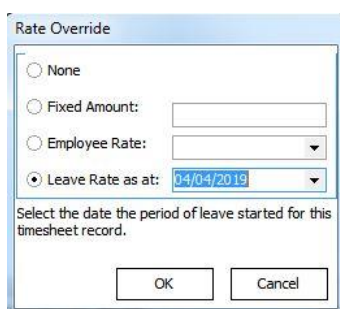 Rate Override
None
Fixed Amount:
Employee Rate:
Leave Rate as at: 04/04/2019
Select the date the period of leave started for this
timesheet record.
OK Cancel